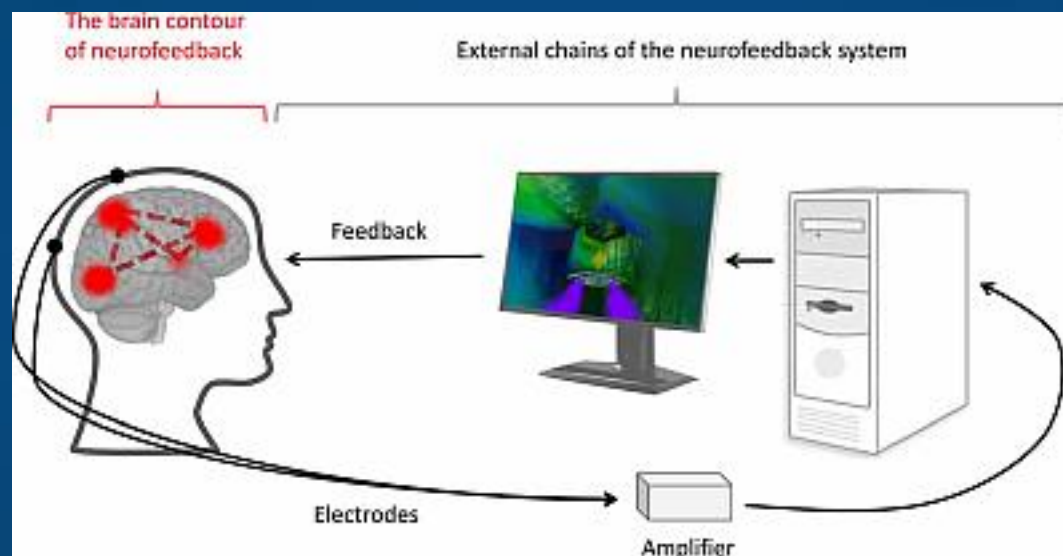 The brain contour
of neurofeedback
External chains of the neurofeedback system
Feedback
Electrodes
Amplifier